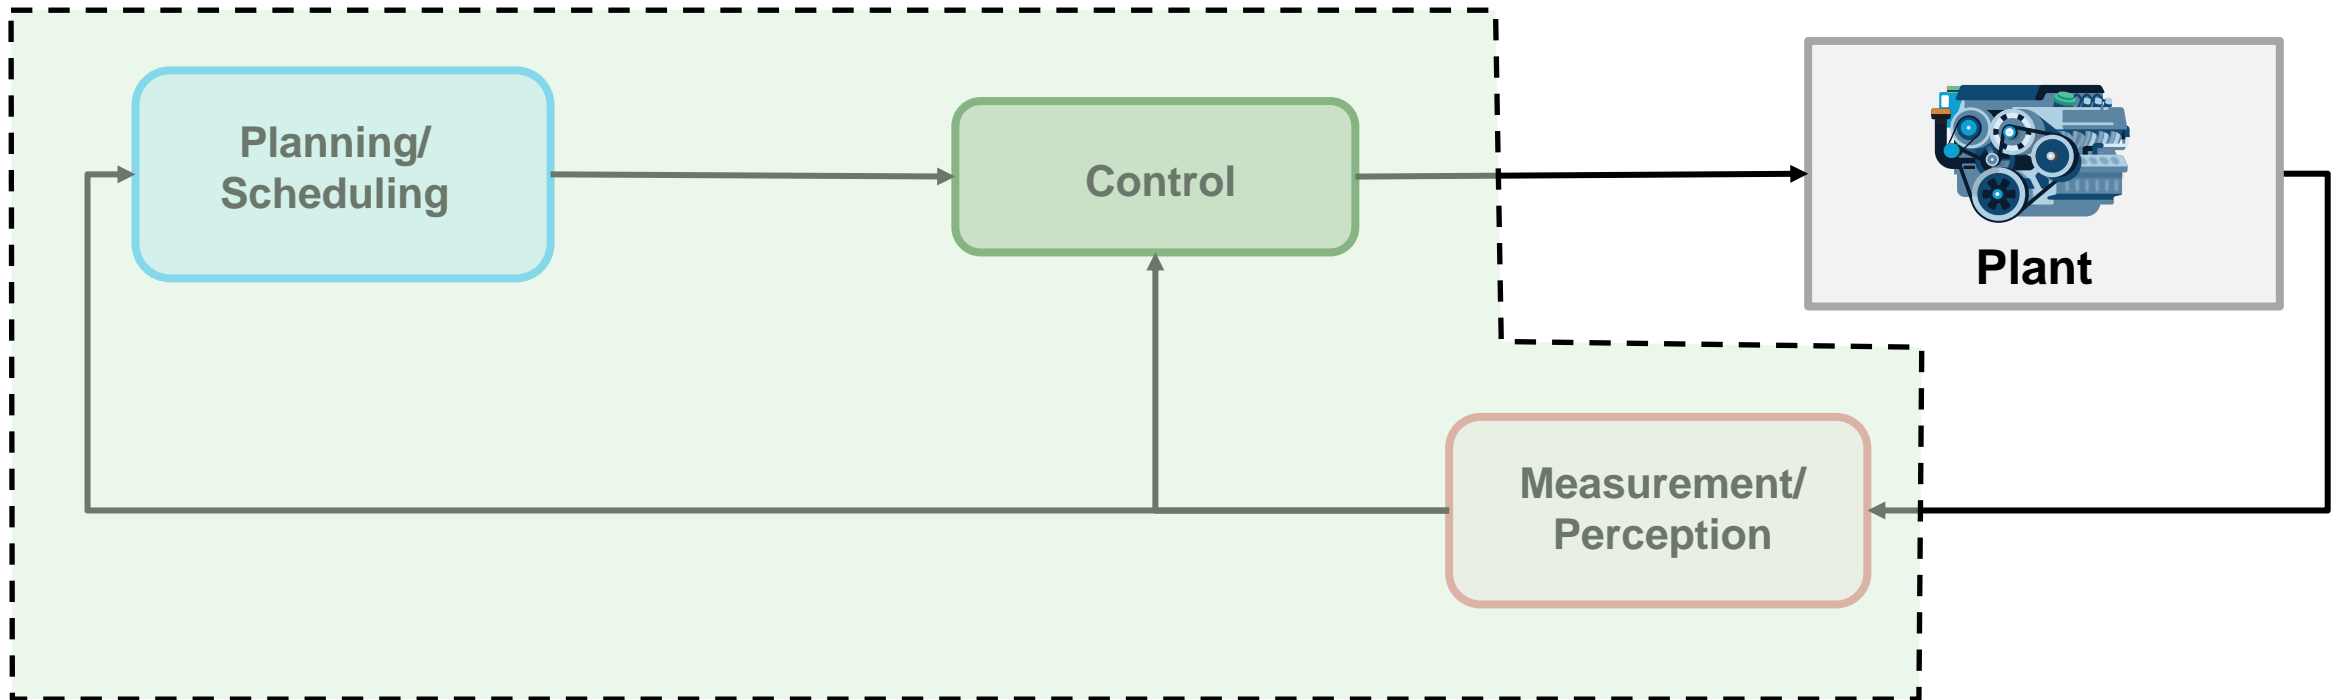 Planning/
Scheduling
Control
Plant
Measurement/
Perception